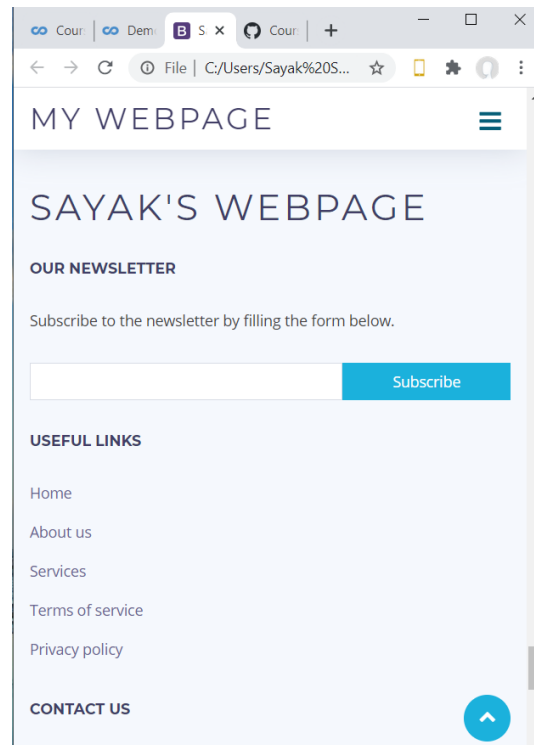 Cour
Dem
B S
Cour
File | C:/Users/Sayak%20S...
MY WEBPAGE
SAYAK'S WEBPAGE
OUR NEWSLETTER
Subscribe to the newsletter by filling the form below.
Subscribe
USEFUL LINKS
Home
About us
Services
Terms of service
Privacy policy
CONTACT US